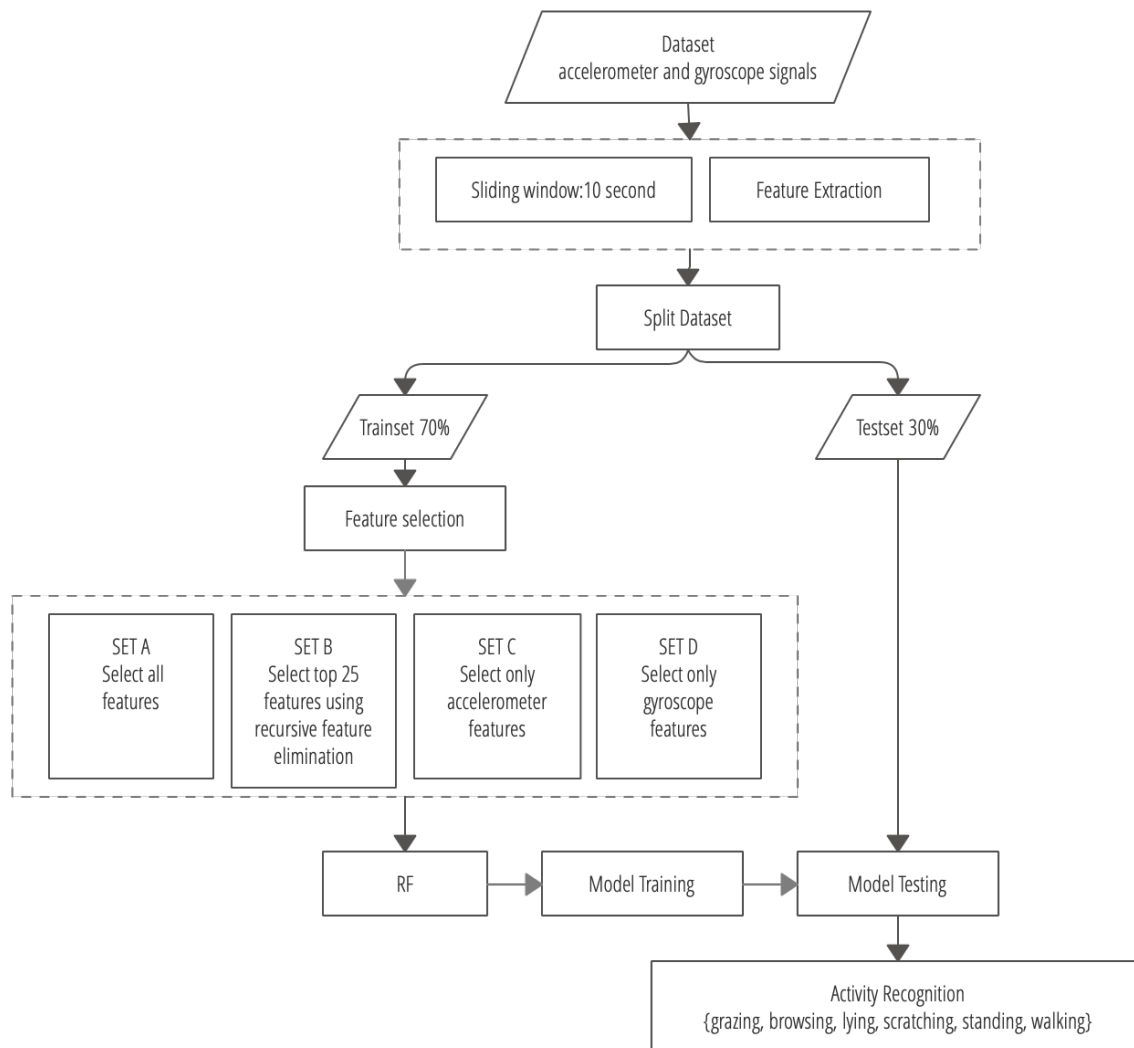 Dataset
accelerometer and gyroscope signals
Sliding window:10 second
Feature Extraction
Split Dataset
Trainset 70%
Testset 30%
Feature selection
SET A
Select all
features
SET B
Select top 25
features using
recursive feature
elimination
SET C
Select only
accelerometer
features
SET D
Select only
gyroscope
features
RF
Model Training
Model Testing
Activity Recognition
{grazing, browsing, lying, scratching, standing, walking}